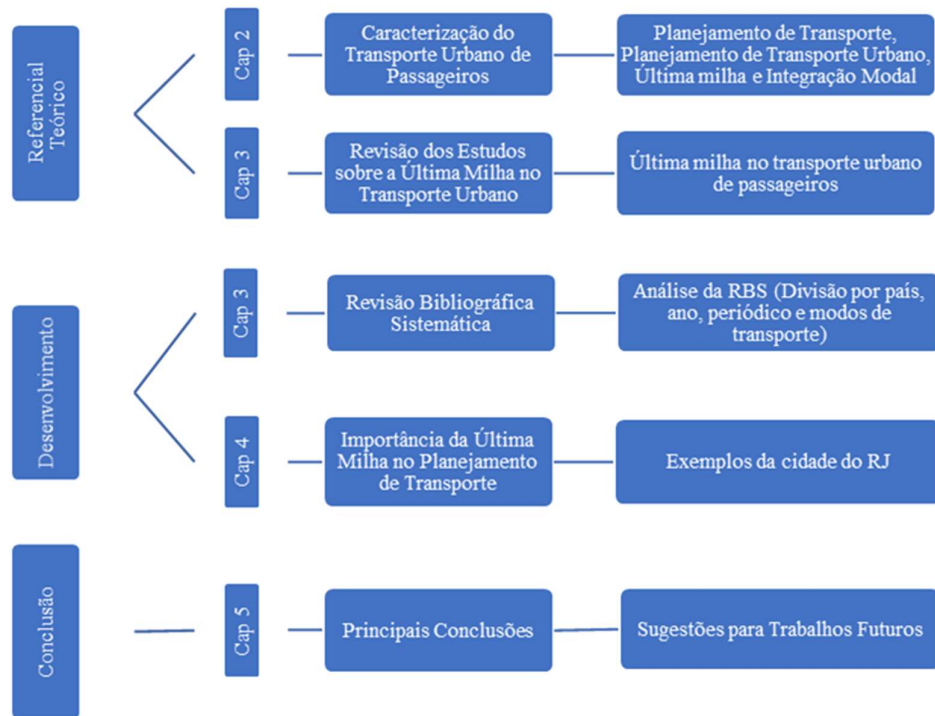 Referencial
Teórico
Cap 2
Caracterização do
Transporte Urbano de
Passageiros
Planejamento de Transporte,
Planejamento de Transporte Urbano,
Última milha e Integração Modal
Cap 3
Revisão dos Estudos
sobre a Última Milha no
Transporte Urbano
Última milha no transporte urbano
de passageiros
Desenvolvimento
Cap 3
Revisão Bibliográfica
Sistemática
Análise da RBS (Divisão por país,
ano, periódico e modos de
transporte)
Cap 4
Importância da Última
Milha no Planejamento
de Transporte
Exemplos da cidade do RJ
Conclusão
Cap 5
Principais Conclusões
Sugestões para Trabalhos Futuros